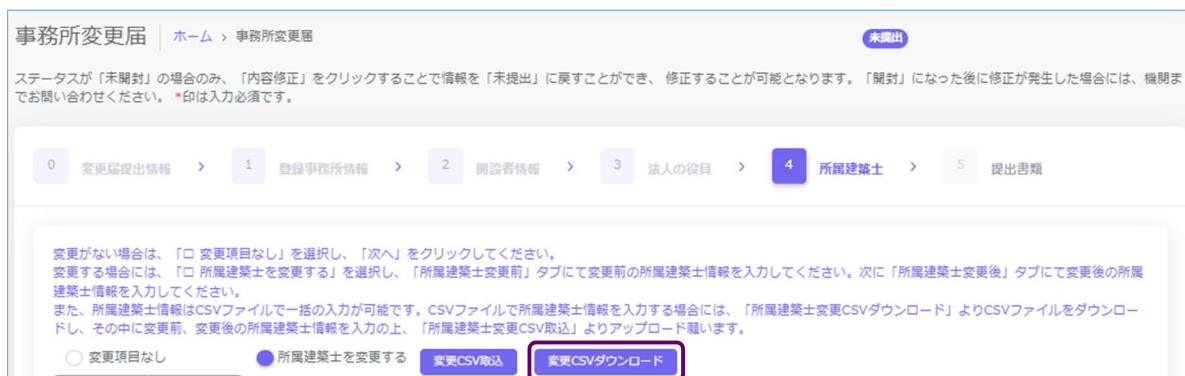 事務所変更届 ホーム > 事務所変更届 未提出
ステータスが「未開封」の場合のみ、「内容修正」をクリックすることで情報を「未提出」に戻すことができ、 修正することが可能となります。「開封」になった後に修正が発生した場合には、機関ま
でお問い合わせください。 *印は入力必須です。
0 変更届提出情報 > 1 登録事務所情報 > 2 開設者情報 > 3 法人の役員 > 4 所属建築士 > 5 提出書類
変更がない場合は、「□ 変更項目なし」を選択し、「次へ」をクリックしてください。
変更する場合には、「□ 所属建築士を変更する」を選択し、「所属建築士変更前」タブにて変更前の所属建築士情報を入力してください。次に「所属建築士変更後」タブにて変更後の所属
建築士情報を入力してください。
また、所属建築士情報はCSVファイルで一括の入力が可能です。CSVファイルで所属建築士情報を入力する場合には、「所属建築士変更CSVダウンロード」よりCSVファイルをダウンロー
ドし、その中に変更前、変更後の所属建築士情報を入力の上、「所属建築士変更CSV取込」よりアップロード願います。
変更項目なし 所属建築士を変更する 変更CSV取込 変更CSVダウンロード